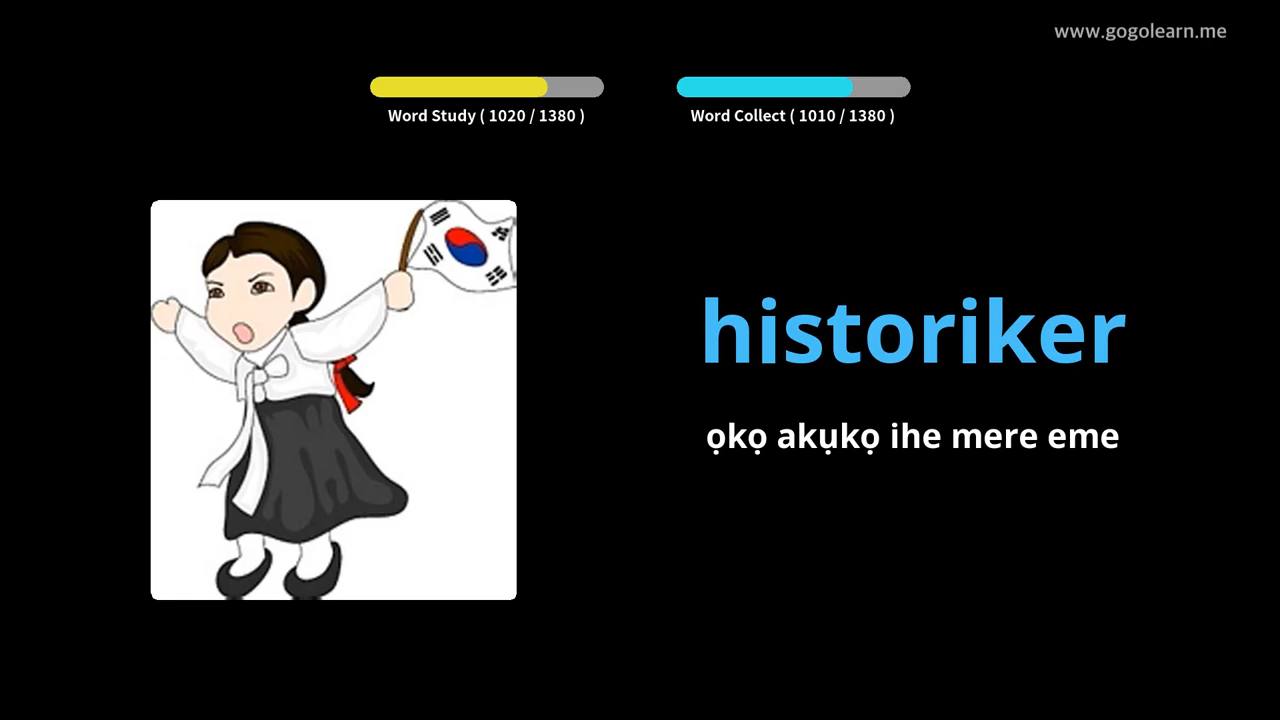 www.gogolearn.me
Word Study ( 1020 / 1380 )
Word Collect ( 1010 / 1380 )
historiker
ọkọ akụkọ ihe mere eme